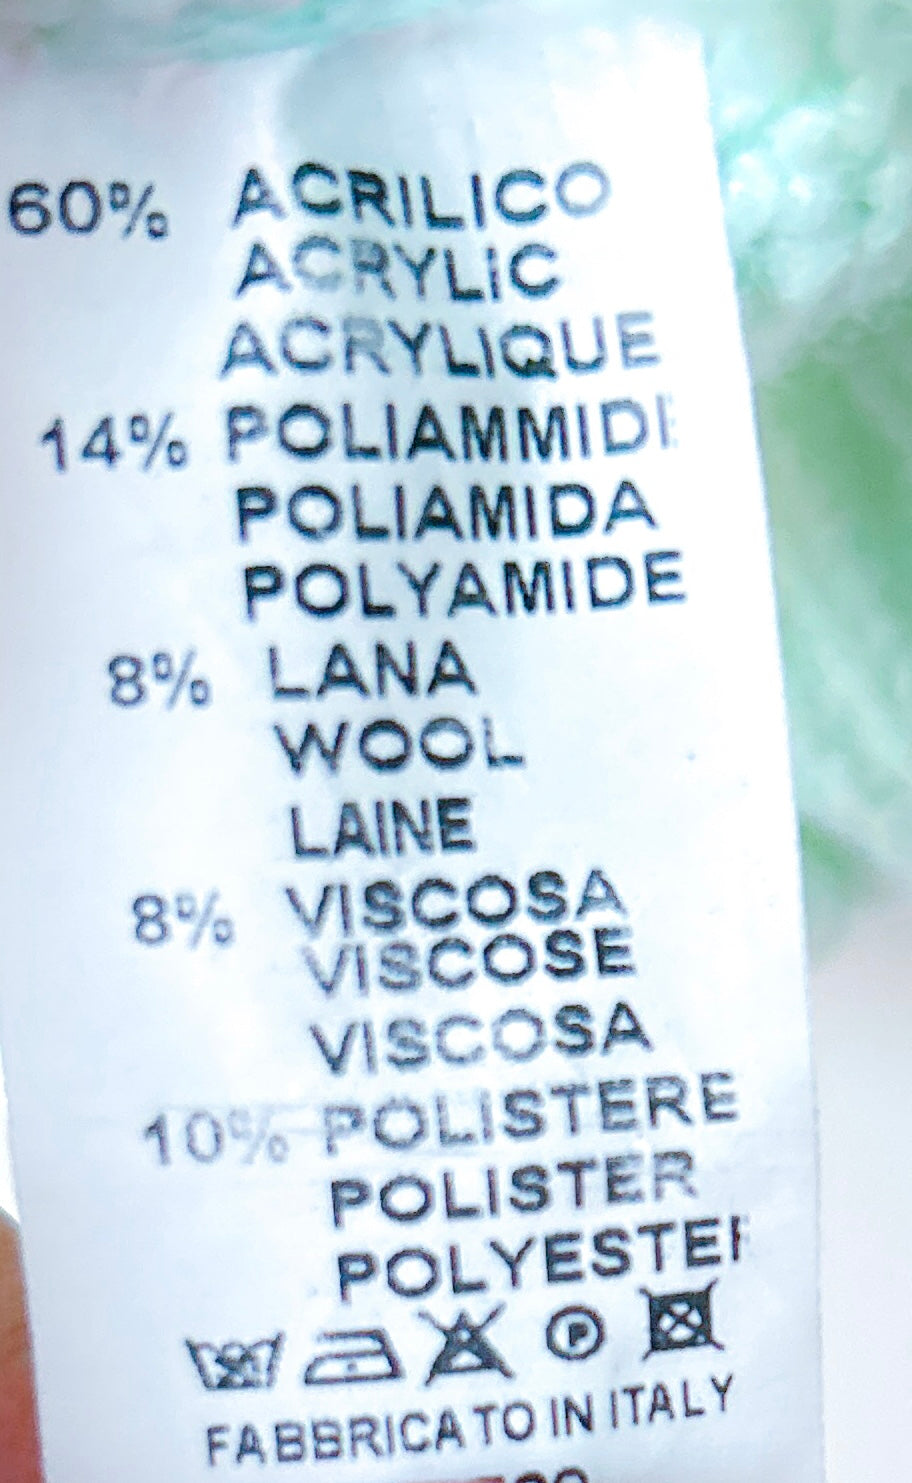 60% ACRILICO
ACRYLIC
ACRYLIQUE
14% POLIAMMIDE
POLIAMIDA
POLYAMIDE
8% LANA
WOOL
LAINE
8% VISCOSA
VISCOSE
VISCOSA
10% POLISTERE
POLISTER
POLYESTER
P
FABBRICATO IN ITALY